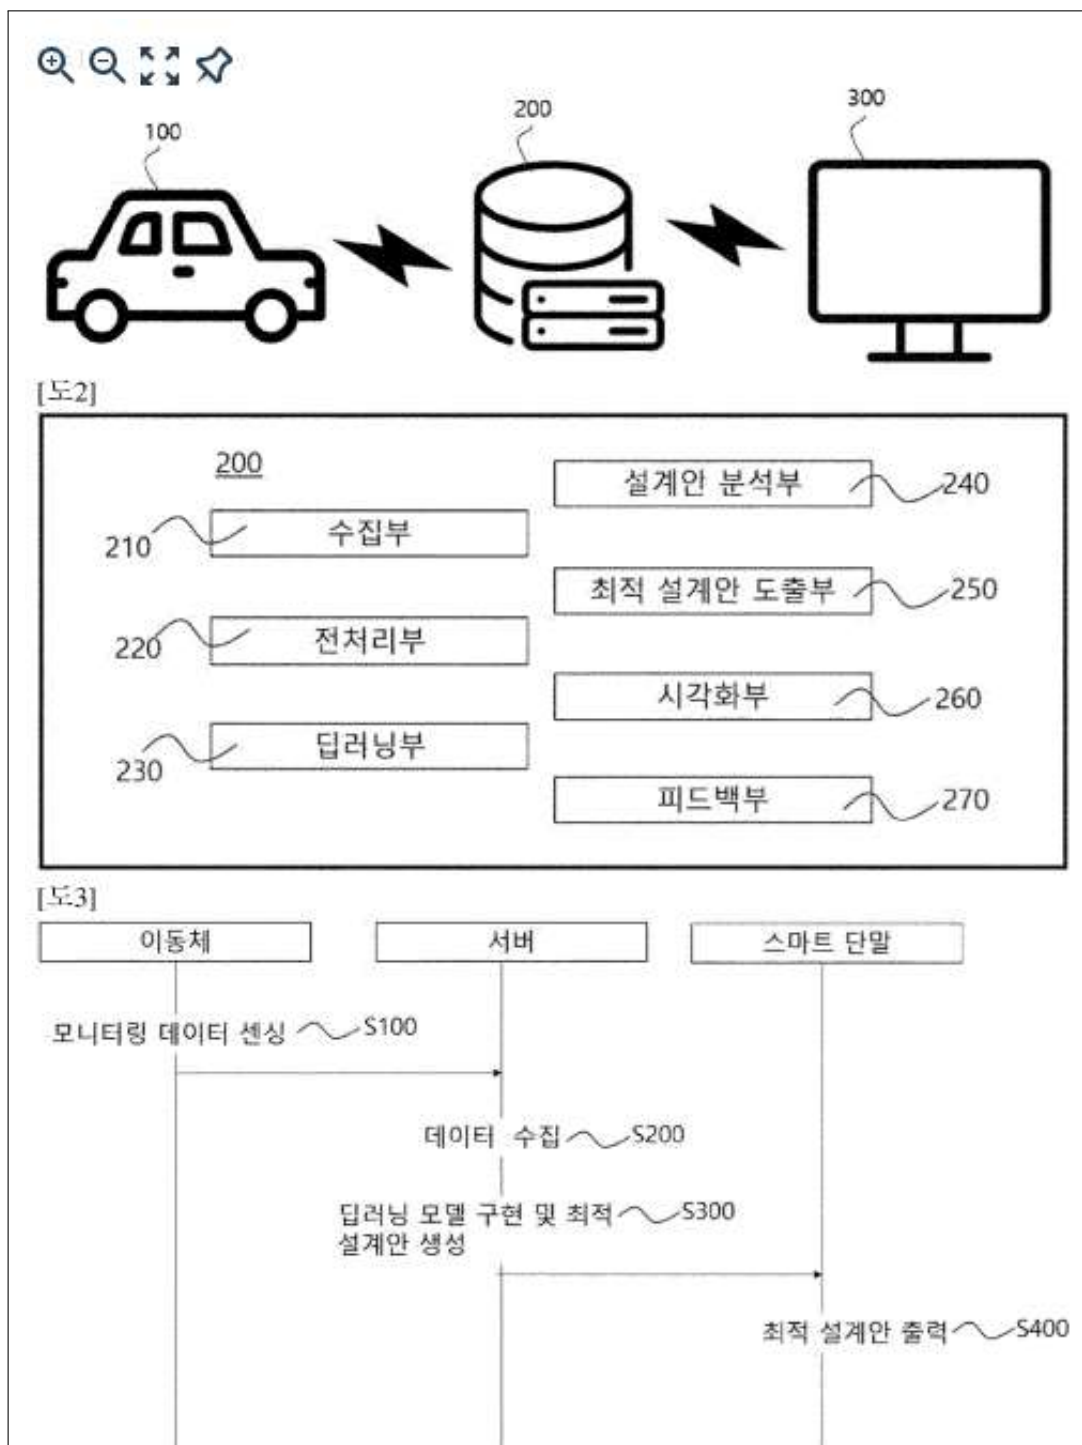 100
200
300
[도2]
200
210
수집부
220
전처리부
230
딥러닝부
설계안 분석부
240
최적 설계안 도출부
250
시각화부
260
피드백부
270
[도3]
이동체
서버
스마트 단말
모니터링 데이터 센싱
S100
데이터 수집
S200
딥러닝 모델 구현 및 최적
설계안 생성
S300
최적 설계안 출력
S400